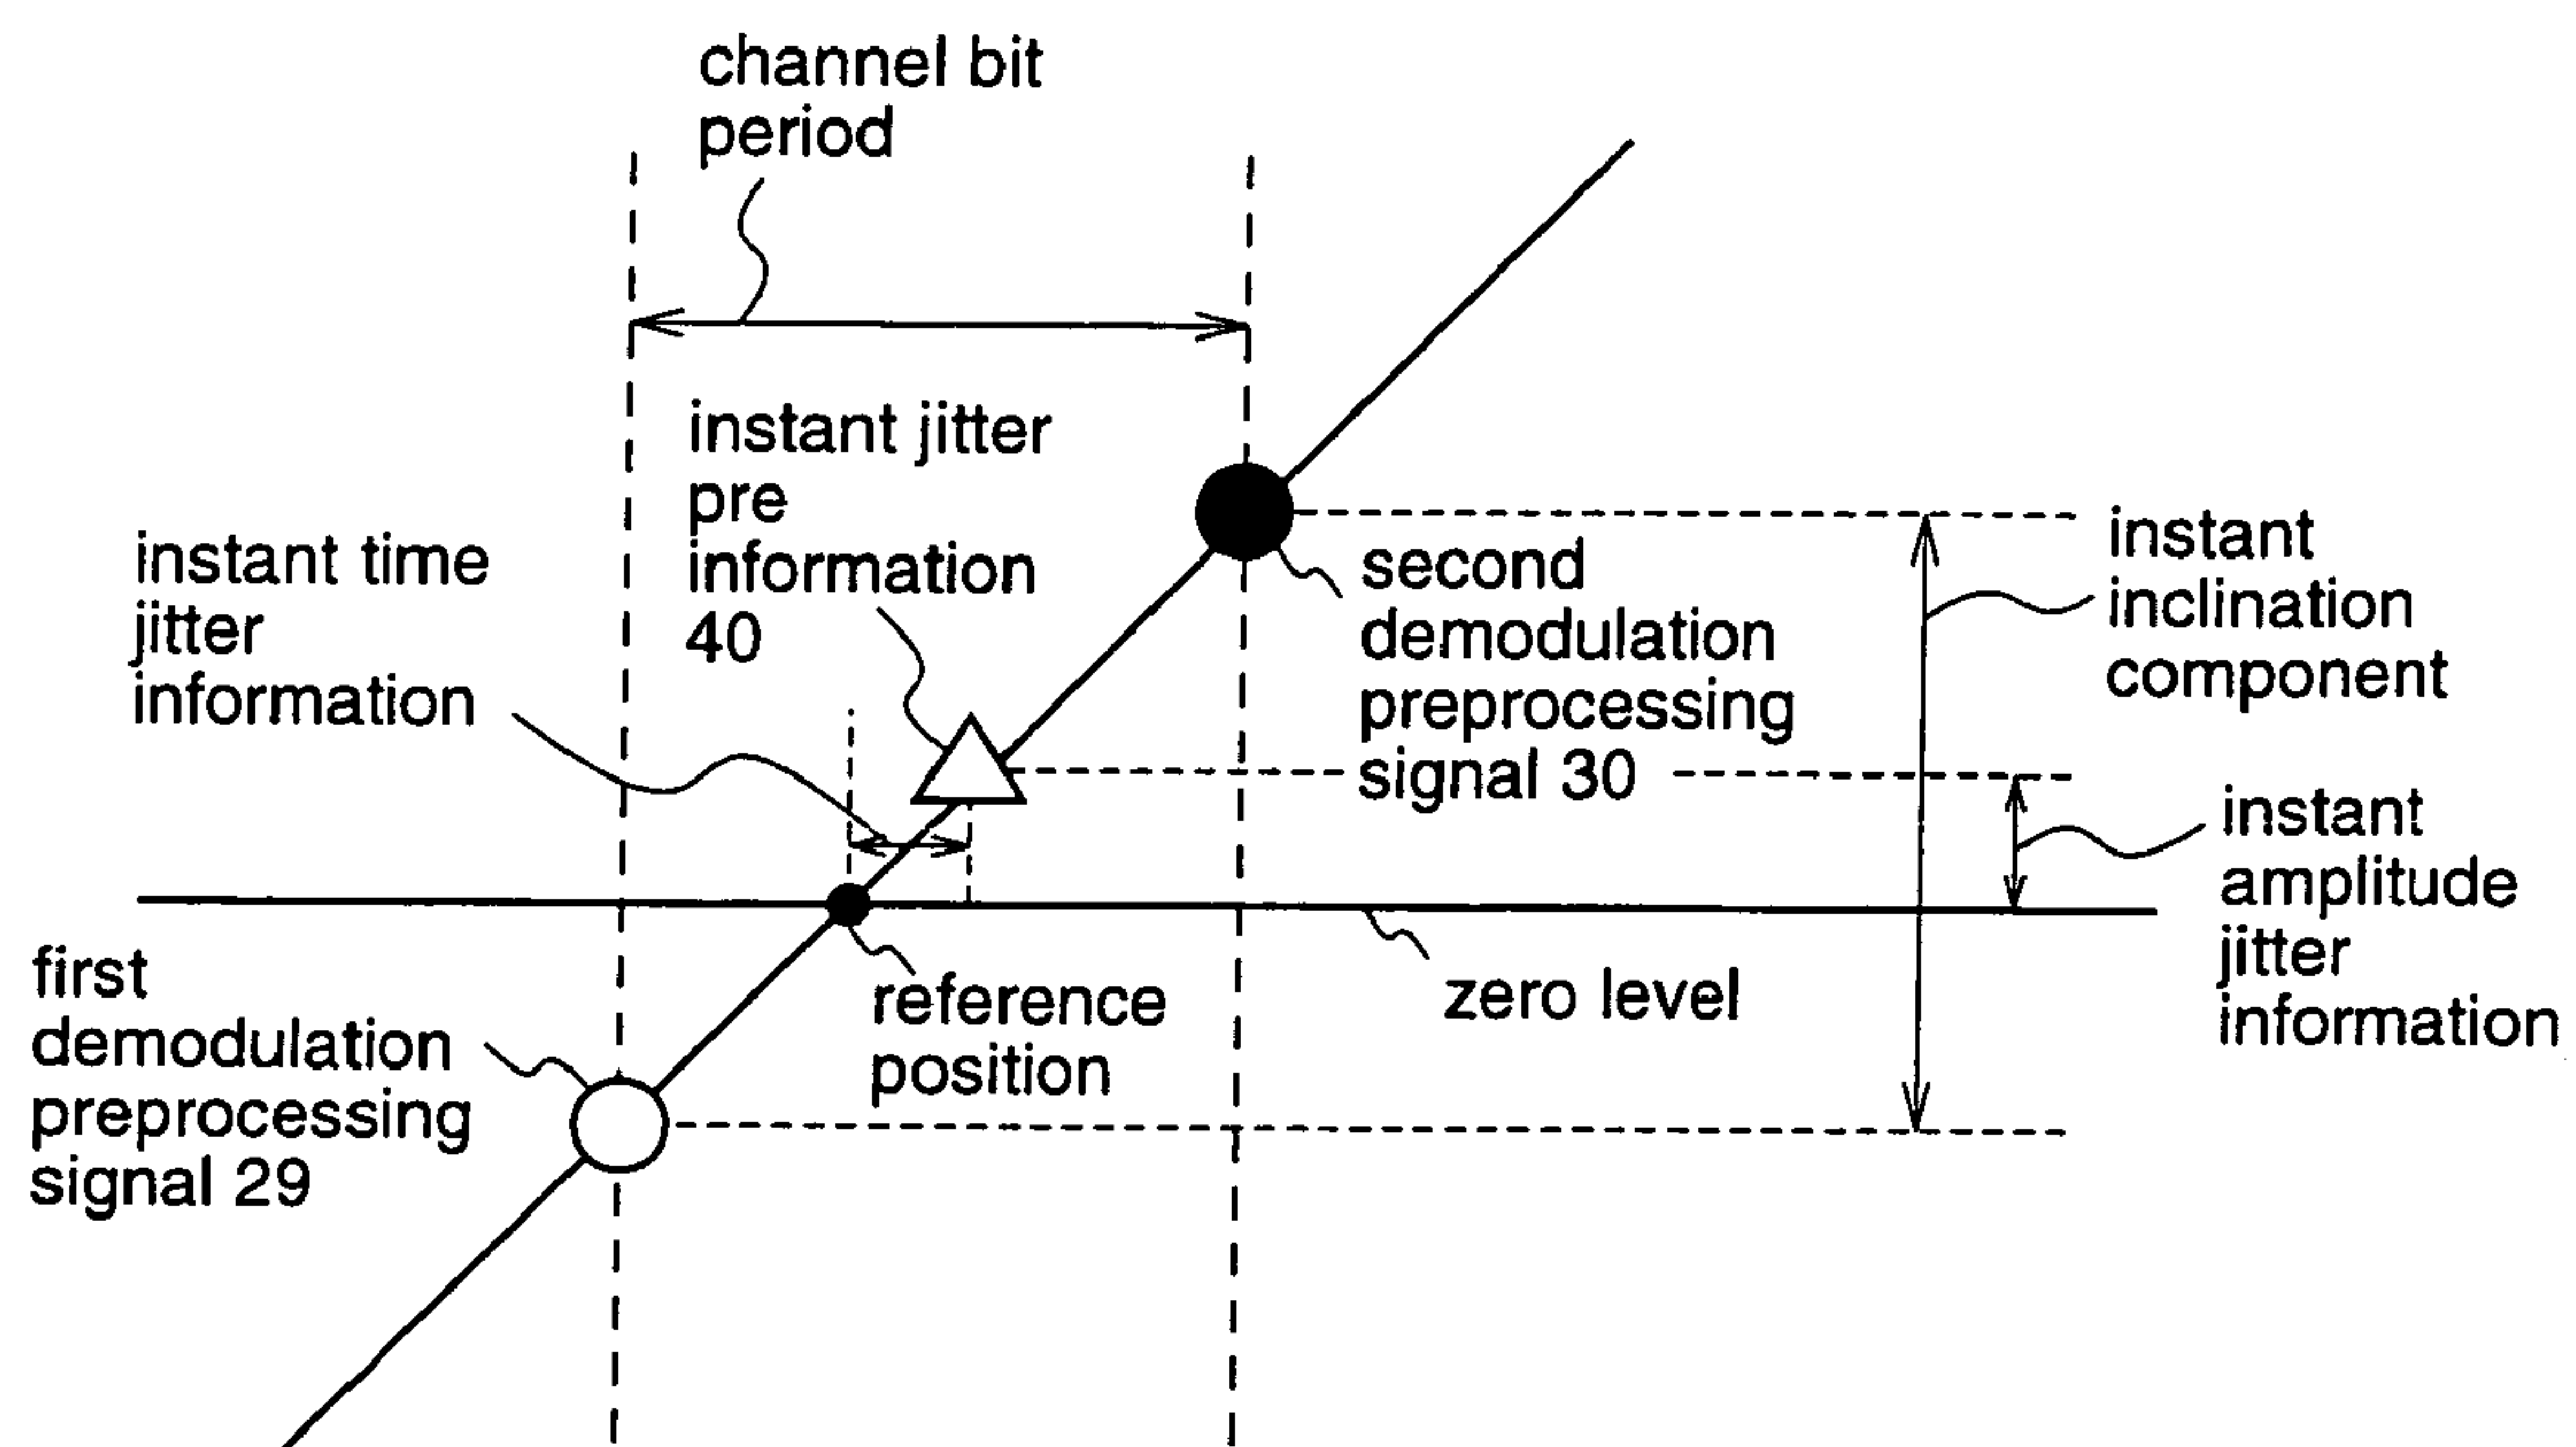 channel bit
period
instant jitter
pre
information
40
instant time
jitter
information
second
demodulation
preprocessing
signal 30
instant
inclination
component
instant
amplitude
jitter
information
first
demodulation
preprocessing
signal 29
reference
position
zero level